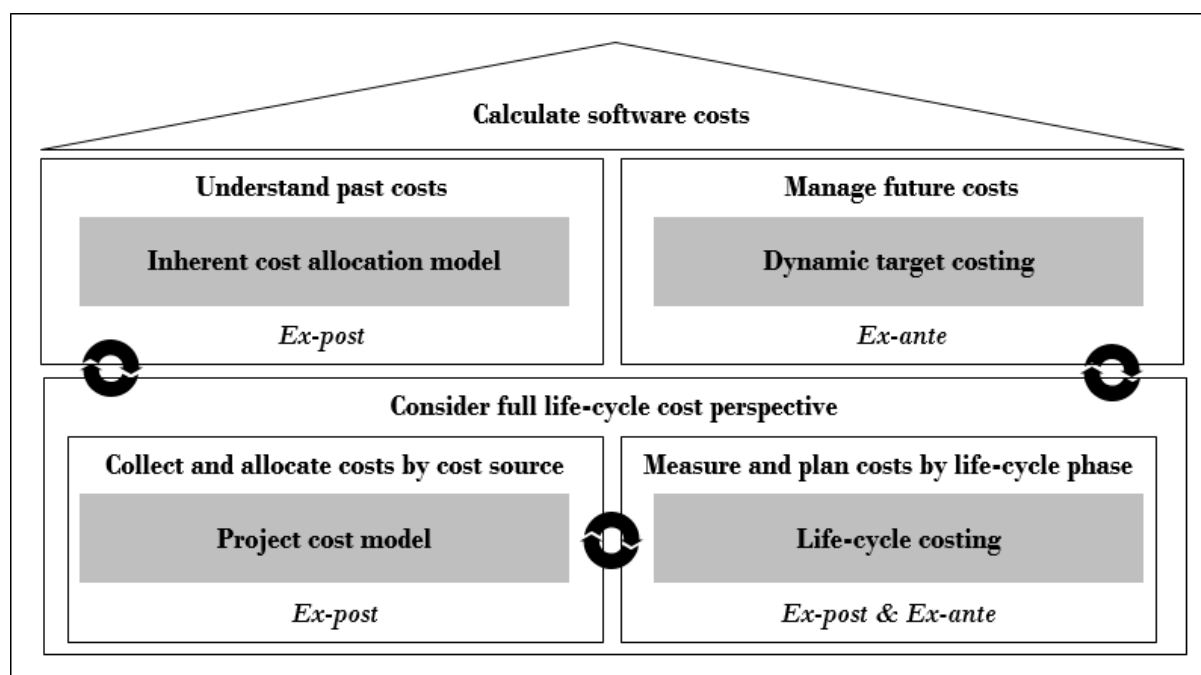 Calculate software costs
Understand past costs
Inherent cost allocation model
Ex-post
Manage future costs
Dynamic target costing
Ex-ante
Consider full life-cycle cost perspective
Collect and allocate costs by cost source
Project cost model
Ex-post
Measure and plan costs by life-cycle phase
Life-cycle costing
Ex-post & Ex-ante